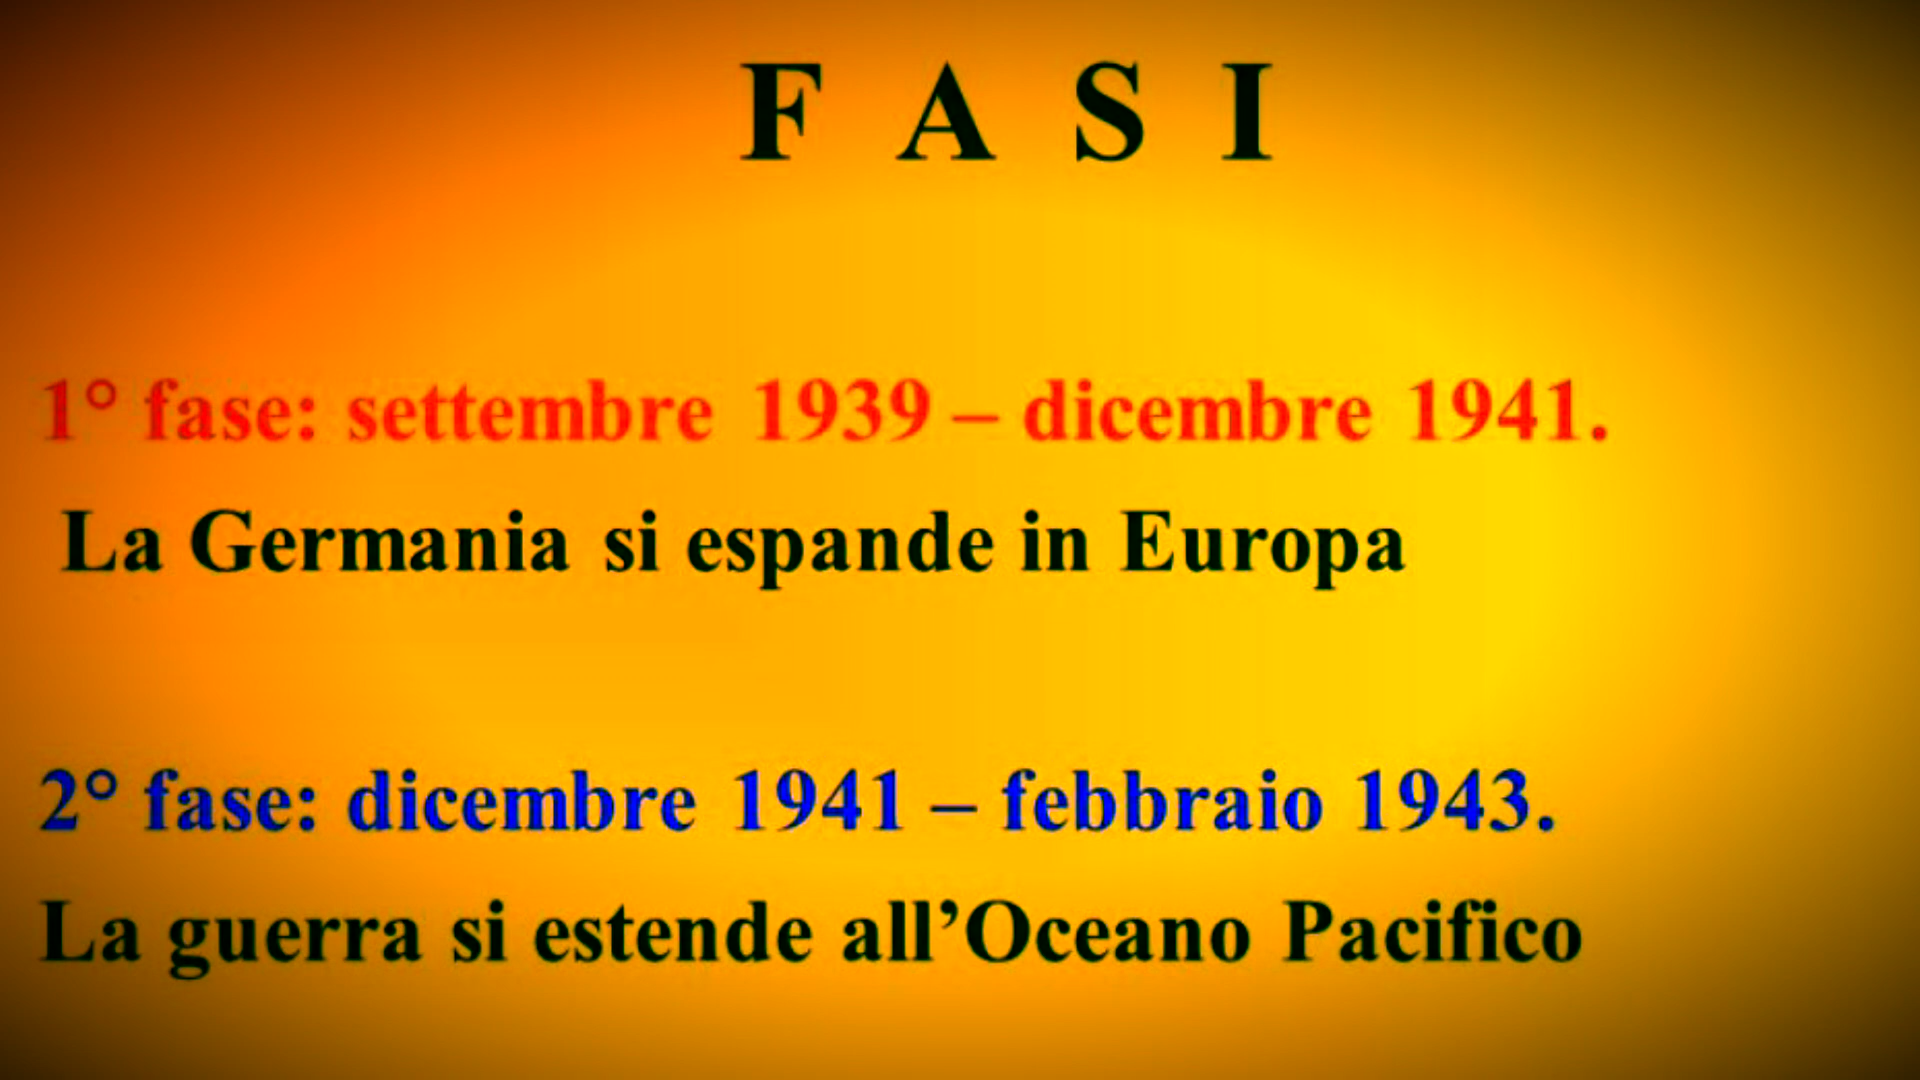 F A S I
1° fase: settembre 1939 – dicembre 1941.
La Germania si espande in Europa
2° fase: dicembre 1941 – febbraio 1943.
La guerra si estende all’Oceano Pacifico